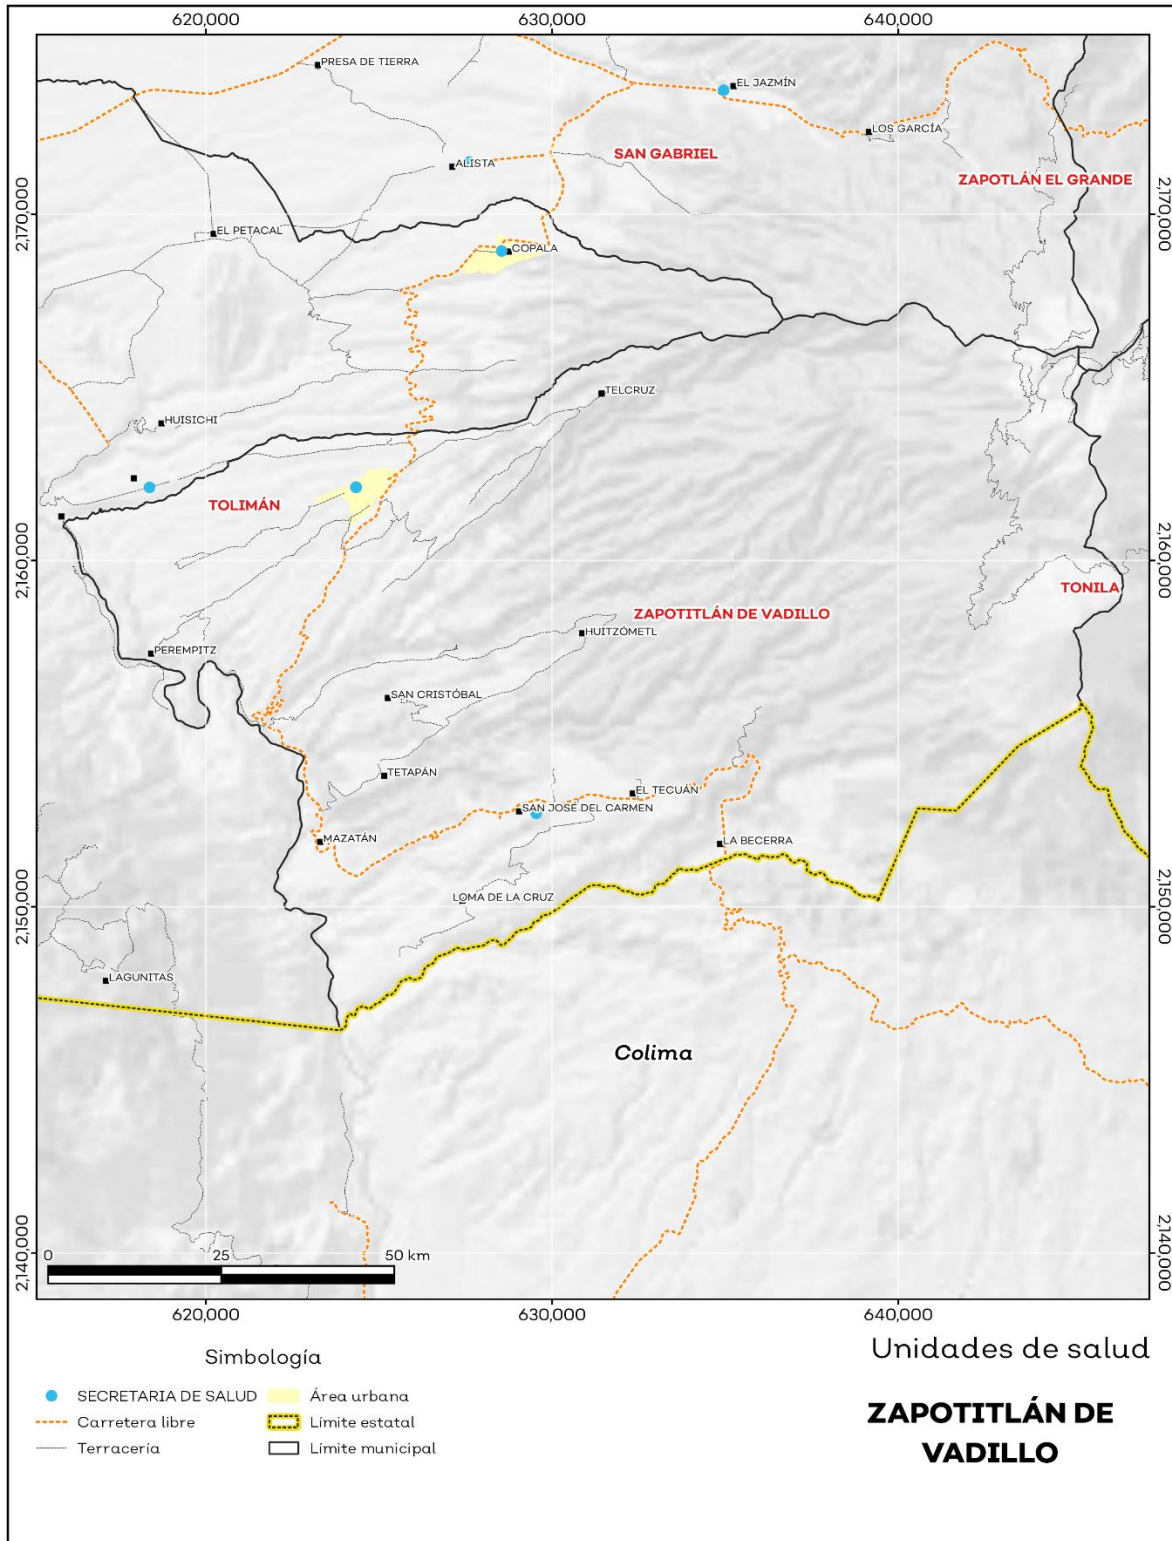 620,000
630,000
640,000
PRESA DE TIERRA
EL JAZMÍN
LOS GARCÍA
SAN GABRIEL
ALISTA
ZAPOTLÁN EL GRANDE
2,170,000
2,170,000
EL PETACAL
COPALA
TELCRUZ
HUISICHI
TOLIMÁN
2,160,000
2,160,000
TONILA
ZAPOTITLÁN DE VADILLO
HUITZÓMETL
PEREMPITZ
SAN CRISTÓBAL
TETAPÁN
EL TECUÁN
SAN JOSÉ DEL CARMEN
MAZATÁN
LA BECERRA
LOMA DE LA CRUZ
2,150,000
2,150,000
LAGUNITAS
Colima
2,140,000
2,140,000
0 25 50 km
620,000
630,000
640,000
Unidades de salud
ZAPOTITLÁN DE
VADILLO
Simbología
SECRETARIA DE SALUD
Área urbana
Carretera libre
Límite estatal
Terracería
Límite municipal